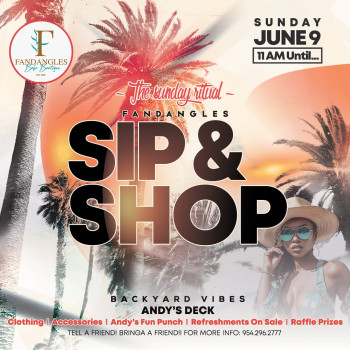 FANDANGLES
SUNDAY
JUNE 9
11 AM Until...
- The sunday ritual -
FANDANGLES
SIP &
SHOP
BACKYARD VIBES
ANDY'S DECK
Clothing | Accessories | Andy's Fun Punch | Refreshments On Sale | Raffle Prizes
TELL A FRIEND! BRINGA A FRIEND!! FOR MORE INFO: 954.296.2777